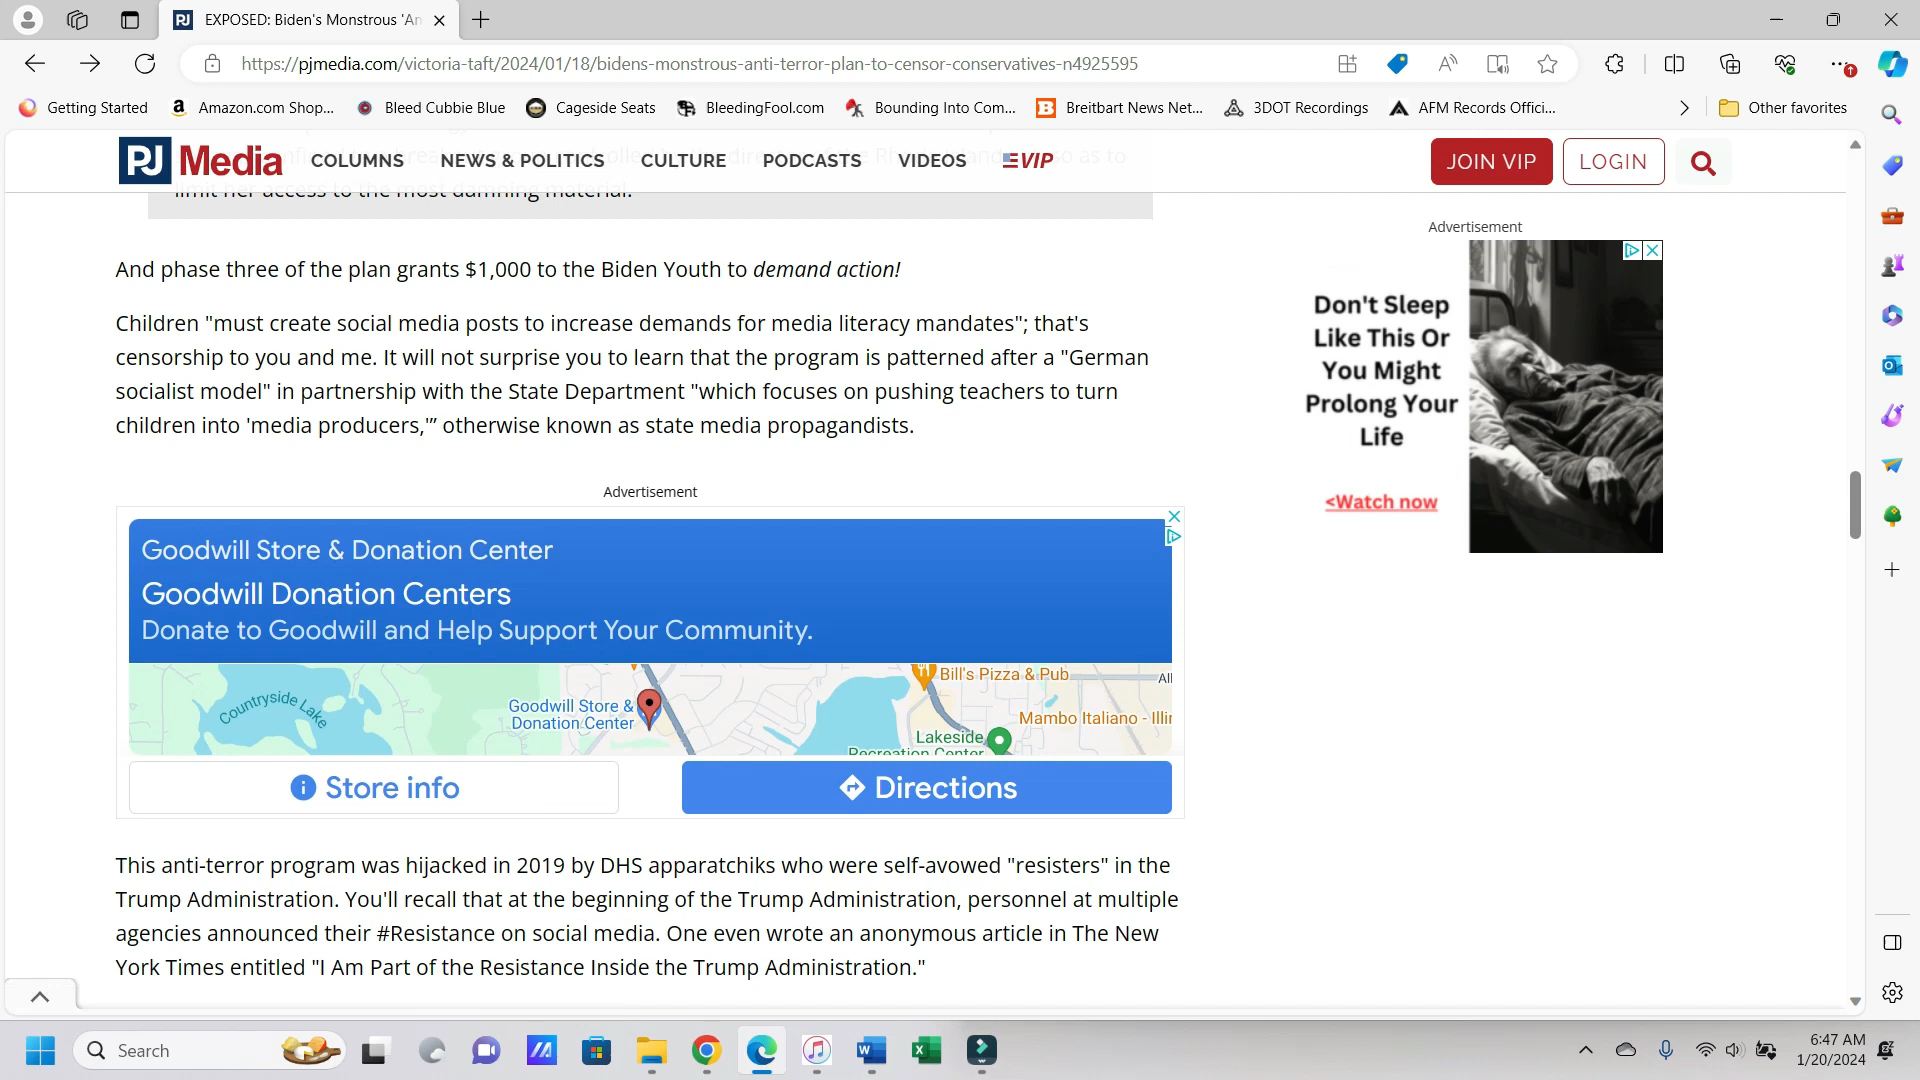 EXPOSED: Biden's Monstrous 'An
https://pjmedia.com/victoria-taft/2024/01/18/bidens-monstrous-anti-terror-plan-to-censor-conservatives-n4925595
Getting Started
Amazon.com Shop...
Bleed Cubbie Blue
Cageside Seats
BleedingFool.com
Bounding Into Com...
Breitbart News Net...
3DOT Recordings
AFM Records Offici...
Other favorites
PJ Media
COLUMNS
NEWS & POLITICS
CULTURE
PODCASTS
VIDEOS
VIP
JOIN VIP
LOGIN
limit her access to the most damning material.
And phase three of the plan grants $1,000 to the Biden Youth to demand action!
Children "must create social media posts to increase demands for media literacy mandates"; that's
censorship to you and me. It will not surprise you to learn that the program is patterned after a "German
socialist model" in partnership with the State Department "which focuses on pushing teachers to turn
children into 'media producers,'” otherwise known as state media propagandists.
Advertisement
Goodwill Store & Donation Center
Goodwill Donation Centers
Donate to Goodwill and Help Support Your Community.
Countryside Lake
Goodwill Store &
Donation Center
Bill's Pizza & Pub
All
Mambo Italiano - Illin
Lakeside
Recreation Center
Store info
Directions
This anti-terror program was hijacked in 2019 by DHS apparatchiks who were self-avowed "resisters" in the
Trump Administration. You'll recall that at the beginning of the Trump Administration, personnel at multiple
agencies announced their #Resistance on social media. One even wrote an anonymous article in The New
York Times entitled "I Am Part of the Resistance Inside the Trump Administration."
Advertisement
Don't Sleep
Like This Or
You Might
Prolong Your
Life
<Watch now
Search
6:47 AM
1/20/2024